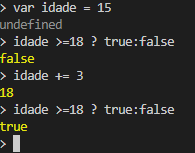 > var idade = 15
undefined
> idade >=18 ? true:false
false
> idade += 3
18
> idade >=18 ? true:false
true
>